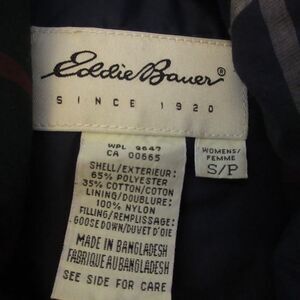 Eddie Bauer®
SINCE 1920
WPL 9647
CA 00665
SHELL/EXTERIEUR:
65% POLYESTER
35% COTTON/COTON
LINING/DOUBLURE:
100% NYLON
FILLING/REMPLISSAGE:
GOOSE DOWN/DUVET D'OIE
MADE IN BANGLADESH
FABRIQUE AU BANGLADESH
SEE SIDE FOR CARE
WOMENS/
FEMME
S/P